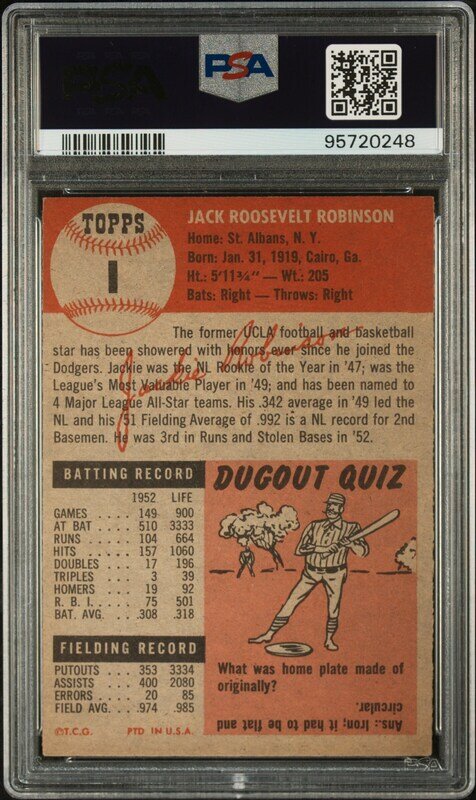 PSA
PSA
95720248
TOPPS
1
JACK ROOSEVELT ROBINSON
Home: St. Albans, N. Y.
Born: Jan. 31, 1919, Cairo, Ga.
Ht.: 5'11¾" — Wt.: 205
Bats: Right — Throws: Right
The former UCLA football and basketball
star has been showered with honors ever since he joined the
Dodgers. Jackie was the NL Rookie of the Year in '47; was
the League's Most Valuable Player in '49; and has been named to
4 Major League All-Star teams. His .342 average in '49 led the
NL and his '51 Fielding Average of .992 is a NL record for 2nd
Basemen. He was 3rd in Runs and Stolen Bases in '52.
Jackie Robinson
BATTING RECORD
1952 LIFE
GAMES . . . . 149 900
AT BAT . . . . 510 3333
RUNS . . . . 104 664
HITS . . . . 157 1060
DOUBLES . . . 17 196
TRIPLES . . . 3 39
HOMERS . . . 19 92
R. B. I. . . . . 75 501
BAT. AVG. . . .308 .318
FIELDING RECORD
PUTOUTS . . . 353 3334
ASSISTS . . . 400 2080
ERRORS . . . 20 85
FIELD AVG. . . .974 .985
©T.C.G. PTD IN U.S.A.
DUGOUT QUIZ
What was home plate made of
originally?
Ans.: Iron; it had to be flat and
circular.
PSA